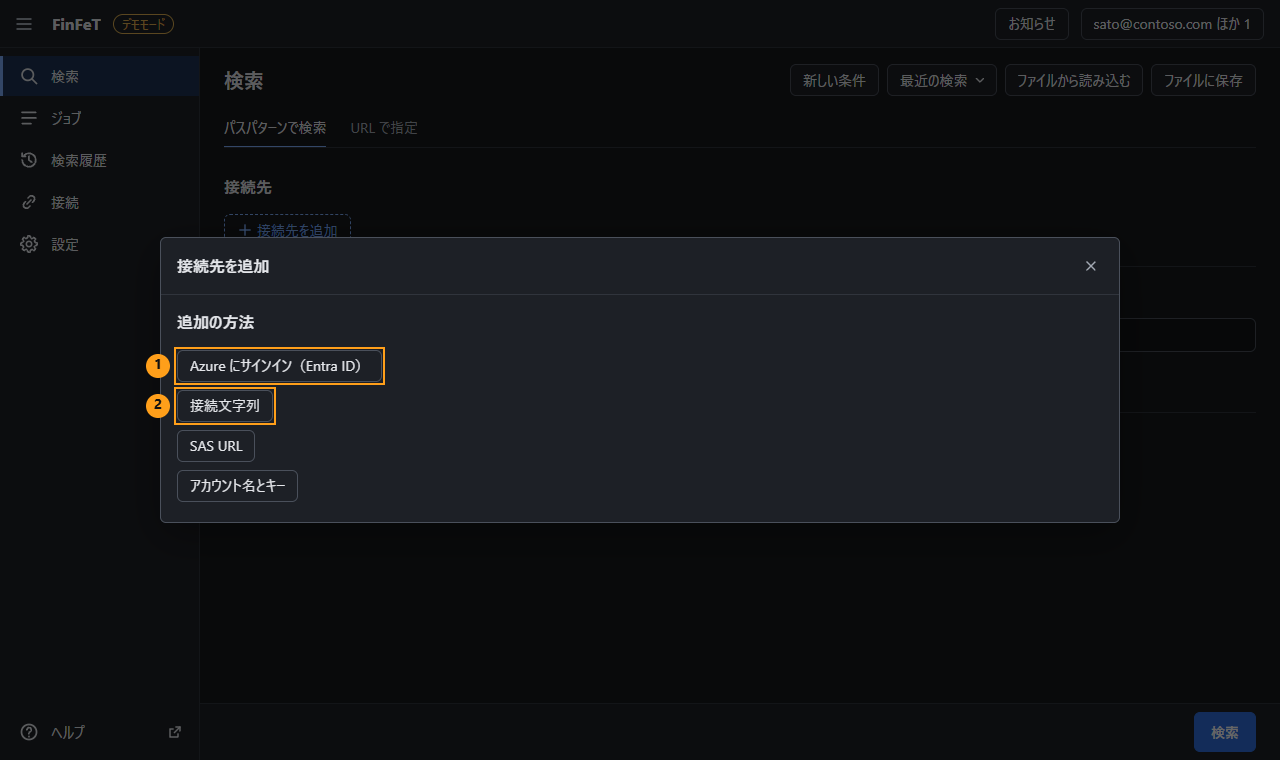 FinFeT デモモード お知らせ sato@contoso.com ほか 1
検索
ジョブ
検索履歴
接続
設定
ヘルプ
検索 新しい条件 最近の検索 ファイルから読み込む ファイルに保存
パスパターンで検索 URL で指定
接続先
＋ 接続先を追加
接続先を追加
追加の方法
1 Azure にサインイン（Entra ID）
2 接続文字列
SAS URL
アカウント名とキー
検索